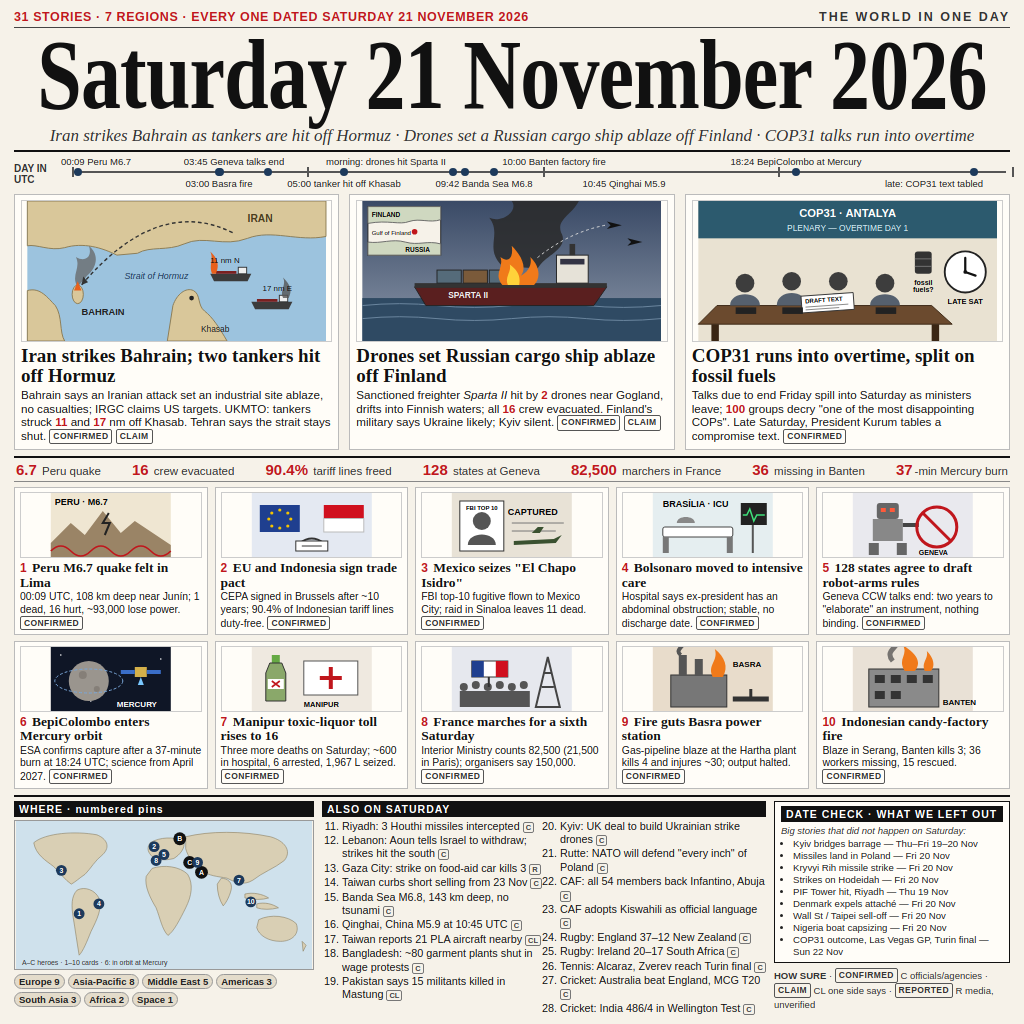 31 STORIES · 7 REGIONS · EVERY ONE DATED SATURDAY 21 NOVEMBER 2026
THE WORLD IN ONE DAY
Saturday 21 November 2026
Iran strikes Bahrain as tankers are hit off Hormuz · Drones set a Russian cargo ship ablaze off Finland · COP31 talks run into overtime
DAY IN
UTC
00:09 Peru M6.7
03:45 Geneva talks end
morning: drones hit Sparta II
10:00 Banten factory fire
18:24 BepiColombo at Mercury
03:00 Basra fire
05:00 tanker hit off Khasab
09:42 Banda Sea M6.8
10:45 Qinghai M5.9
late: COP31 text tabled
IRAN
Strait of Hormuz
11 nm N
17 nm E
BAHRAIN
Khasab
Iran strikes Bahrain; two tankers hit
off Hormuz
Bahrain says an Iranian attack set an industrial site ablaze,
no casualties; IRGC claims US targets. UKMTO: tankers
struck 11 and 17 nm off Khasab. Tehran says the strait stays
shut. CONFIRMED CLAIM
FINLAND
Gulf of Finland
RUSSIA
SPARTA II
Drones set Russian cargo ship ablaze
off Finland
Sanctioned freighter Sparta II hit by 2 drones near Gogland,
drifts into Finnish waters; all 16 crew evacuated. Finland's
military says Ukraine likely; Kyiv silent. CONFIRMED CLAIM
COP31 · ANTALYA
PLENARY — OVERTIME DAY 1
fossil
fuels?
LATE SAT
DRAFT TEXT
COP31 runs into overtime, split on
fossil fuels
Talks due to end Friday spill into Saturday as ministers
leave; 100 groups decry "one of the most disappointing
COPs". Late Saturday, President Kurum tables a
compromise text. CONFIRMED
6.7 Peru quake
16 crew evacuated
90.4% tariff lines freed
128 states at Geneva
82,500 marchers in France
36 missing in Banten
37-min Mercury burn
PERU · M6.7
1 Peru M6.7 quake felt in
Lima
00:09 UTC, 108 km deep near Junín; 1
dead, 16 hurt, ~93,000 lose power.
CONFIRMED
2 EU and Indonesia sign trade
pact
CEPA signed in Brussels after ~10
years; 90.4% of Indonesian tariff lines
duty-free. CONFIRMED
FBI TOP 10
CAPTURED
3 Mexico seizes "El Chapo
Isidro"
FBI top-10 fugitive flown to Mexico
City; raid in Sinaloa leaves 11 dead.
CONFIRMED
BRASÍLIA · ICU
4 Bolsonaro moved to intensive
care
Hospital says ex-president has an
abdominal obstruction; stable, no
discharge date. CONFIRMED
GENEVA
5 128 states agree to draft
robot-arms rules
Geneva CCW talks end: two years to
"elaborate" an instrument, nothing
binding. CONFIRMED
MERCURY
6 BepiColombo enters
Mercury orbit
ESA confirms capture after a 37-minute
burn at 18:24 UTC; science from April
2027. CONFIRMED
MANIPUR
7 Manipur toxic-liquor toll
rises to 16
Three more deaths on Saturday; ~600
in hospital, 6 arrested, 1,967 L seized.
CONFIRMED
8 France marches for a sixth
Saturday
Interior Ministry counts 82,500 (21,500
in Paris); organisers say 150,000.
CONFIRMED
BASRA
9 Fire guts Basra power
station
Gas-pipeline blaze at the Hartha plant
kills 4 and injures ~30; output halted.
CONFIRMED
BANTEN
10 Indonesian candy-factory
fire
Blaze in Serang, Banten kills 3; 36
workers missing, 15 rescued.
CONFIRMED
WHERE · numbered pins
B
2
5
8
C
9
A
3
7
10
4
1
A–C heroes · 1–10 cards · 6: in orbit at Mercury
Europe 9 Asia-Pacific 8 Middle East 5 Americas 3
South Asia 3 Africa 2 Space 1
ALSO ON SATURDAY
11. Riyadh: 3 Houthi missiles intercepted C
12. Lebanon: Aoun tells Israel to withdraw;
strikes hit the south C
13. Gaza City: strike on food-aid car kills 3 R
14. Taiwan curbs short selling from 23 Nov C
15. Banda Sea M6.8, 143 km deep, no
tsunami C
16. Qinghai, China M5.9 at 10:45 UTC C
17. Taiwan reports 21 PLA aircraft nearby CL
18. Bangladesh: ~80 garment plants shut in
wage protests C
19. Pakistan says 15 militants killed in
Mastung CL
20. Kyiv: UK deal to build Ukrainian strike
drones C
21. Rutte: NATO will defend "every inch" of
Poland C
22. CAF: all 54 members back Infantino, Abuja
C
23. CAF adopts Kiswahili as official language
C
24. Rugby: England 37–12 New Zealand C
25. Rugby: Ireland 20–17 South Africa C
26. Tennis: Alcaraz, Zverev reach Turin final C
27. Cricket: Australia beat England, MCG T20
C
28. Cricket: India 486/4 in Wellington Test C
DATE CHECK · WHAT WE LEFT OUT
Big stories that did not happen on Saturday:
• Kyiv bridges barrage — Thu–Fri 19–20 Nov
• Missiles land in Poland — Fri 20 Nov
• Kryvyi Rih missile strike — Fri 20 Nov
• Strikes on Hodeidah — Fri 20 Nov
• PIF Tower hit, Riyadh — Thu 19 Nov
• Denmark expels attaché — Fri 20 Nov
• Wall St / Taipei sell-off — Fri 20 Nov
• Nigeria boat capsizing — Fri 20 Nov
• COP31 outcome, Las Vegas GP, Turin final —
Sun 22 Nov
HOW SURE · CONFIRMED C officials/agencies ·
CLAIM CL one side says · REPORTED R media,
unverified